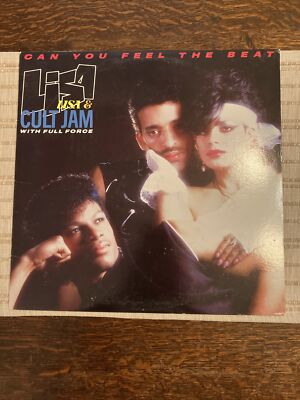 CAN YOU FEEL THE BEAT
LISA
LISA &
CULT JAM
WITH FULL FORCE